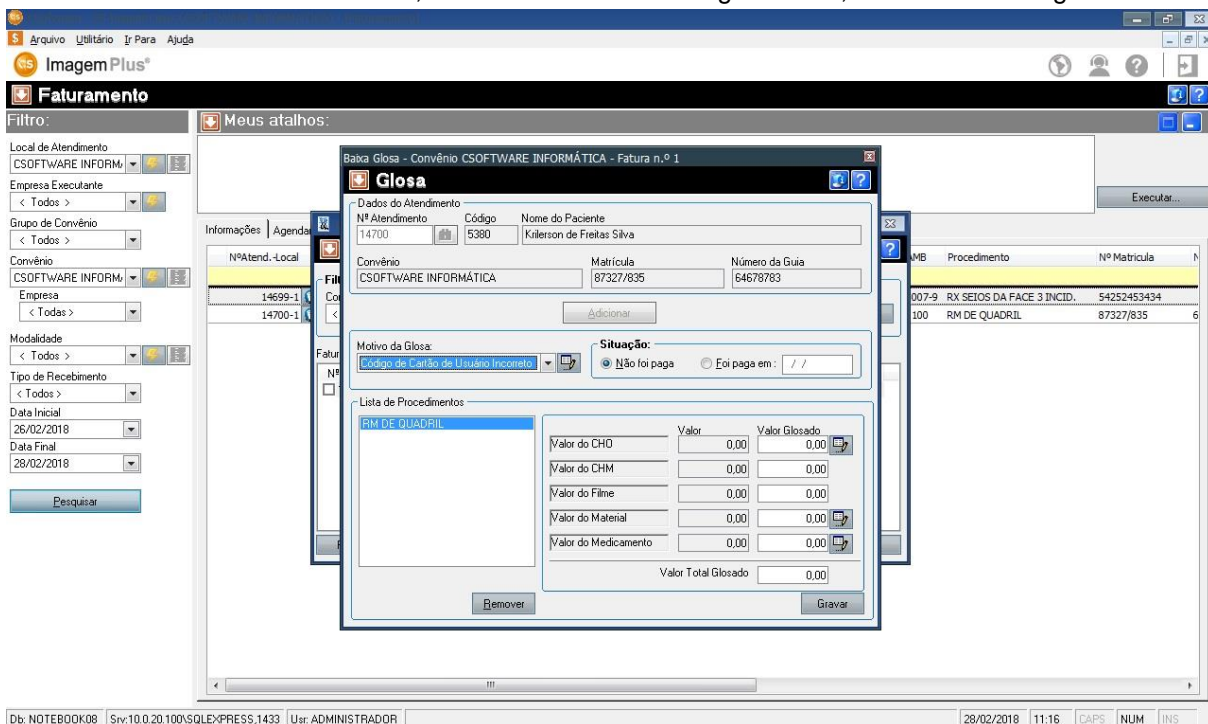 Arquivo Utilitário Ir Para Ajuda
ImagemPlus®
Faturamento
Filtro:
Meus atalhos:
Local de Atendimento
CSOFTWARE INFORM
Empresa Executante
< Todos >
Grupo de Convênio
< Todos >
Convênio
CSOFTWARE INFORM
Empresa
< Todas >
Modalidade
< Todos >
Tipo de Recebimento
< Todos >
Data Inicial
26/02/2018
Data Final
28/02/2018
Pesquisar
Executar...
Informações Agenda
NºAtend.-Local
AMB Procedimento Nº Matricula
14699-1 007-9 RX SEIOS DA FACE 3 INCID. 54252453434
14700-1 100 RM DE QUADRIL 87327/835 6
Baixa Glosa - Convênio CSOFTWARE INFORMÁTICA - Fatura n.º 1
Glosa
Dados do Atendimento
Nº Atendimento Código Nome do Paciente
14700 5380 Krilerson de Freitas Silva
Convênio Matrícula Número da Guia
CSOFTWARE INFORMÁTICA 87327/835 64678783
Adicionar
Motivo da Glosa:
Código de Cartão de Usuário Incorreto
Situação:
Não foi paga Foi paga em : / /
Lista de Procedimentos
RM DE QUADRIL
Valor Valor Glosado
Valor do CHO 0,00 0,00
Valor do CHM 0,00 0,00
Valor do Filme 0,00 0,00
Valor do Material 0,00 0,00
Valor do Medicamento 0,00 0,00
Valor Total Glosado 0,00
Remover Gravar
Db: NOTEBOOK08 Srv:10.0.20.100\SQLEXPRESS,1433 Usr: ADMINISTRADOR 28/02/2018 11:16 CAPS NUM INS